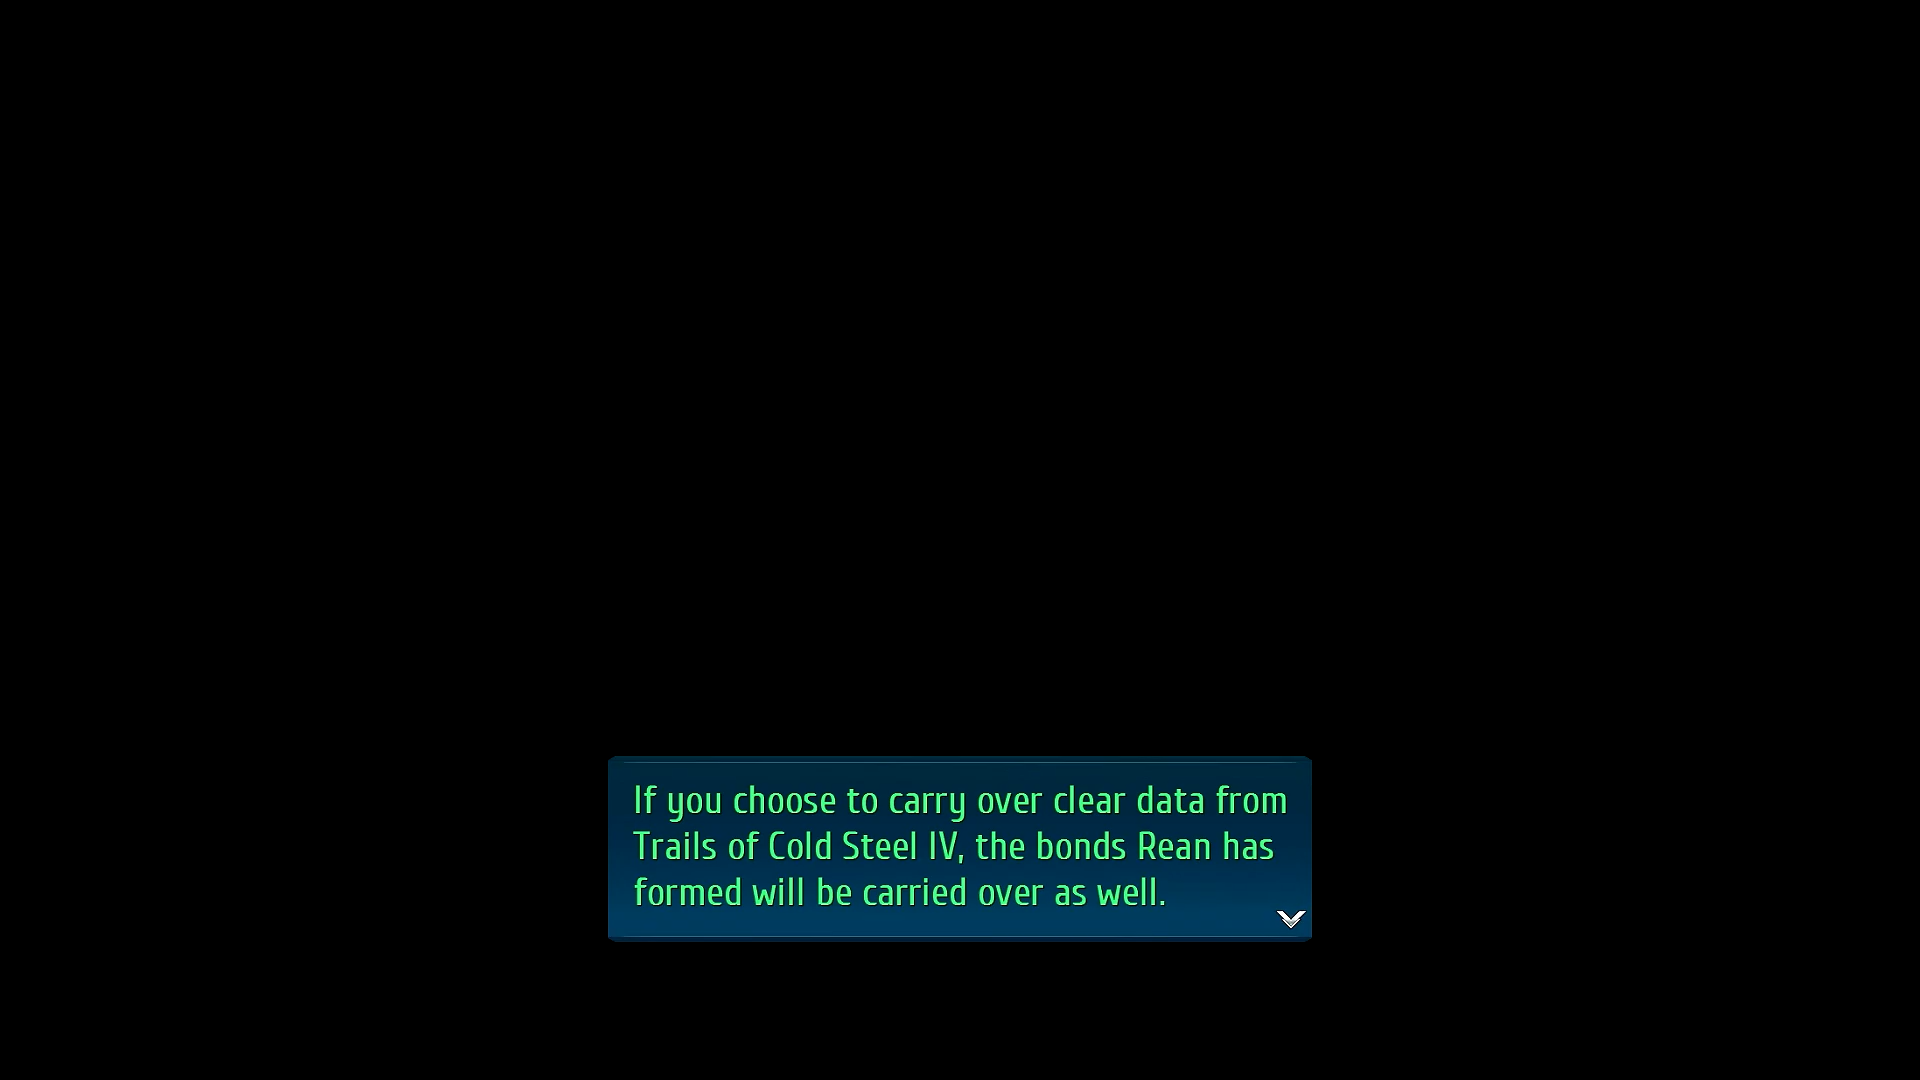 If you choose to carry over clear data from
Trails of Cold Steel IV, the bonds Rean has
formed will be carried over as well.